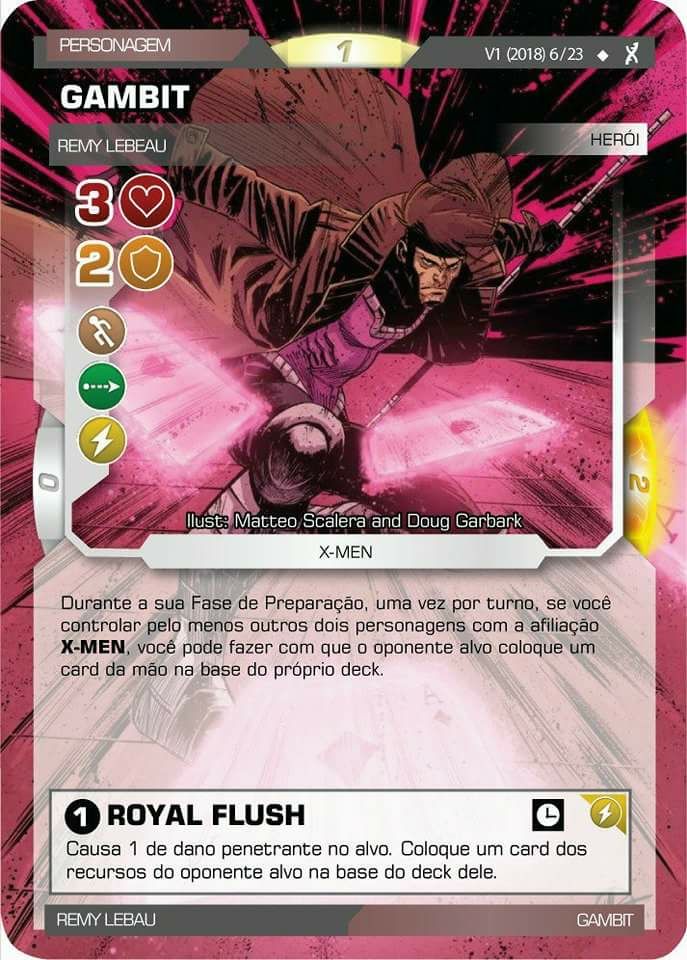 PERSONAGEM
1
V1 (2018) 6/23
GAMBIT
REMY LEBEAU
HERÓI
3
2
0
2
A
Ilust: Matteo Scalera and Doug Garbark
X-MEN
Durante a sua Fase de Preparação, uma vez por turno, se você
controlar pelo menos outros dois personagens com a afiliação
X-MEN, você pode fazer com que o oponente alvo coloque um
card da mão na base do próprio deck.
1 ROYAL FLUSH
Causa 1 de dano penetrante no alvo. Coloque um card dos
recursos do oponente alvo na base do deck dele.
REMY LEBAU
GAMBIT